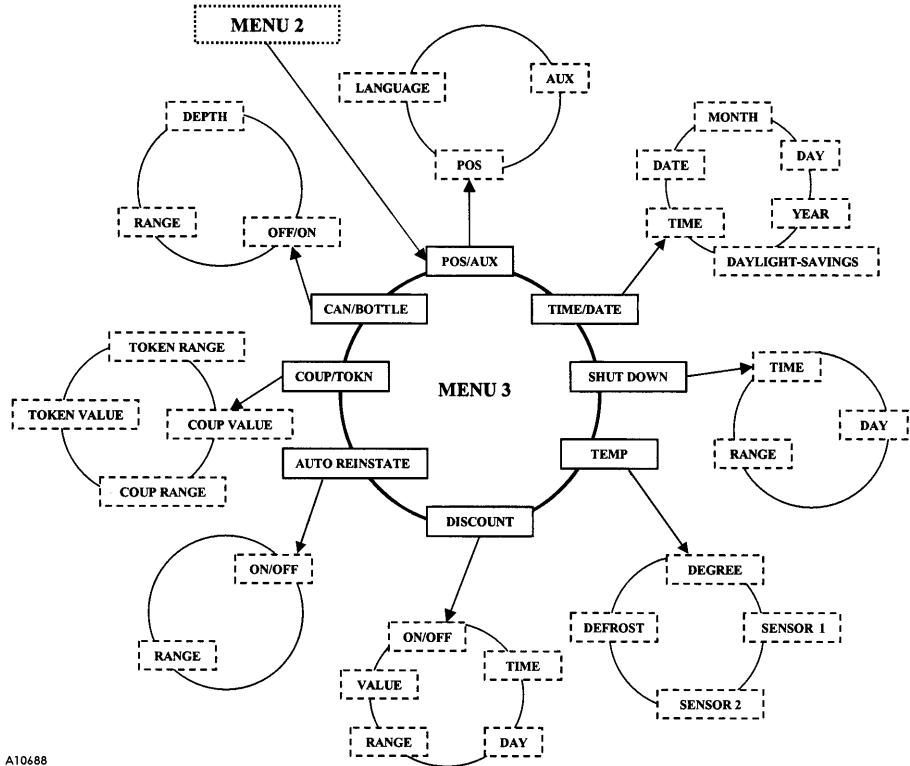 MENU 2
LANGUAGE
AUX
POS
DEPTH
RANGE
OFF/ON
MONTH
DATE
DAY
TIME
YEAR
DAYLIGHT-SAVINGS
POS/AUX
CAN/BOTTLE
TIME/DATE
COUP/TOKN
MENU 3
SHUT DOWN
AUTO REINSTATE
TEMP
DISCOUNT
TOKEN RANGE
TOKEN VALUE
COUP VALUE
COUP RANGE
TIME
DAY
RANGE
ON/OFF
RANGE
ON/OFF
TIME
VALUE
RANGE
DAY
DEGREE
DEFROST
SENSOR 1
SENSOR 2
A10688